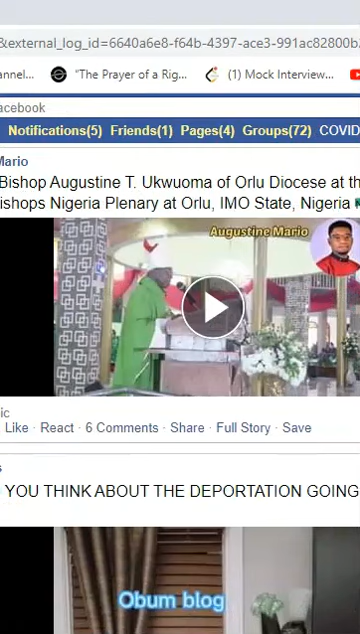 &external_log_id=6640a6e8-f64b-4397-ace3-991ac82800b
annel... "The Prayer of a Rig... (1) Mock Interview...
acebook
Notifications(5) Friends(1) Pages(4) Groups(72) COVID
Mario
Bishop Augustine T. Ukwuoma of Orlu Diocese at th
ishops Nigeria Plenary at Orlu, IMO State, Nigeria
Augustine Mario
ic
Like · React · 6 Comments · Share · Full Story · Save
s
YOU THINK ABOUT THE DEPORTATION GOING
Obum blog